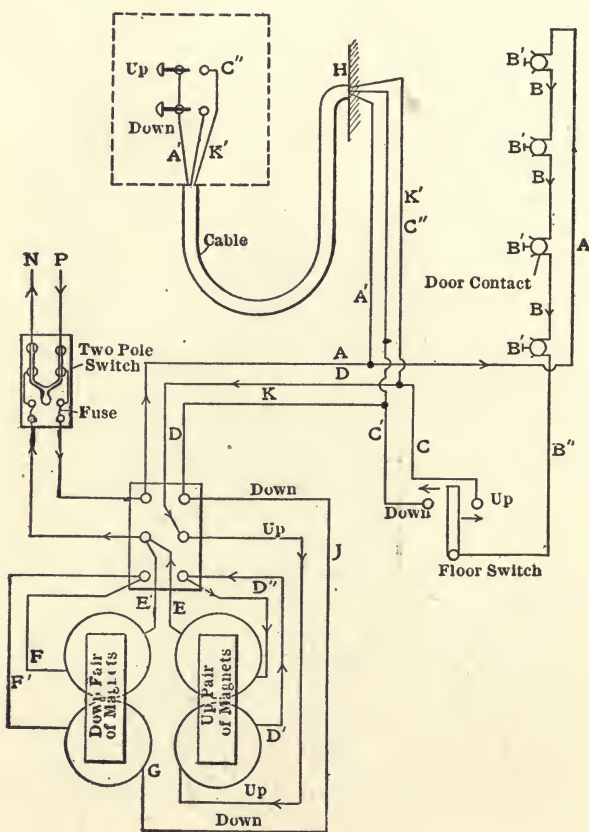 Up
C"
Down
A'
K'
Cable
H
K'
C"
A'
B'
B
B'
B
B'
Door Contact
A
B
B'
N P
Two Pole
Switch
Fuse
A
D
K
D
C'
C
B"
Down
Up
Floor Switch
Down
Up
J
D"
E'
E
F
F'
Down Pair
of Magnets
Up Pair
of Magnets
D'
G
Up
Down